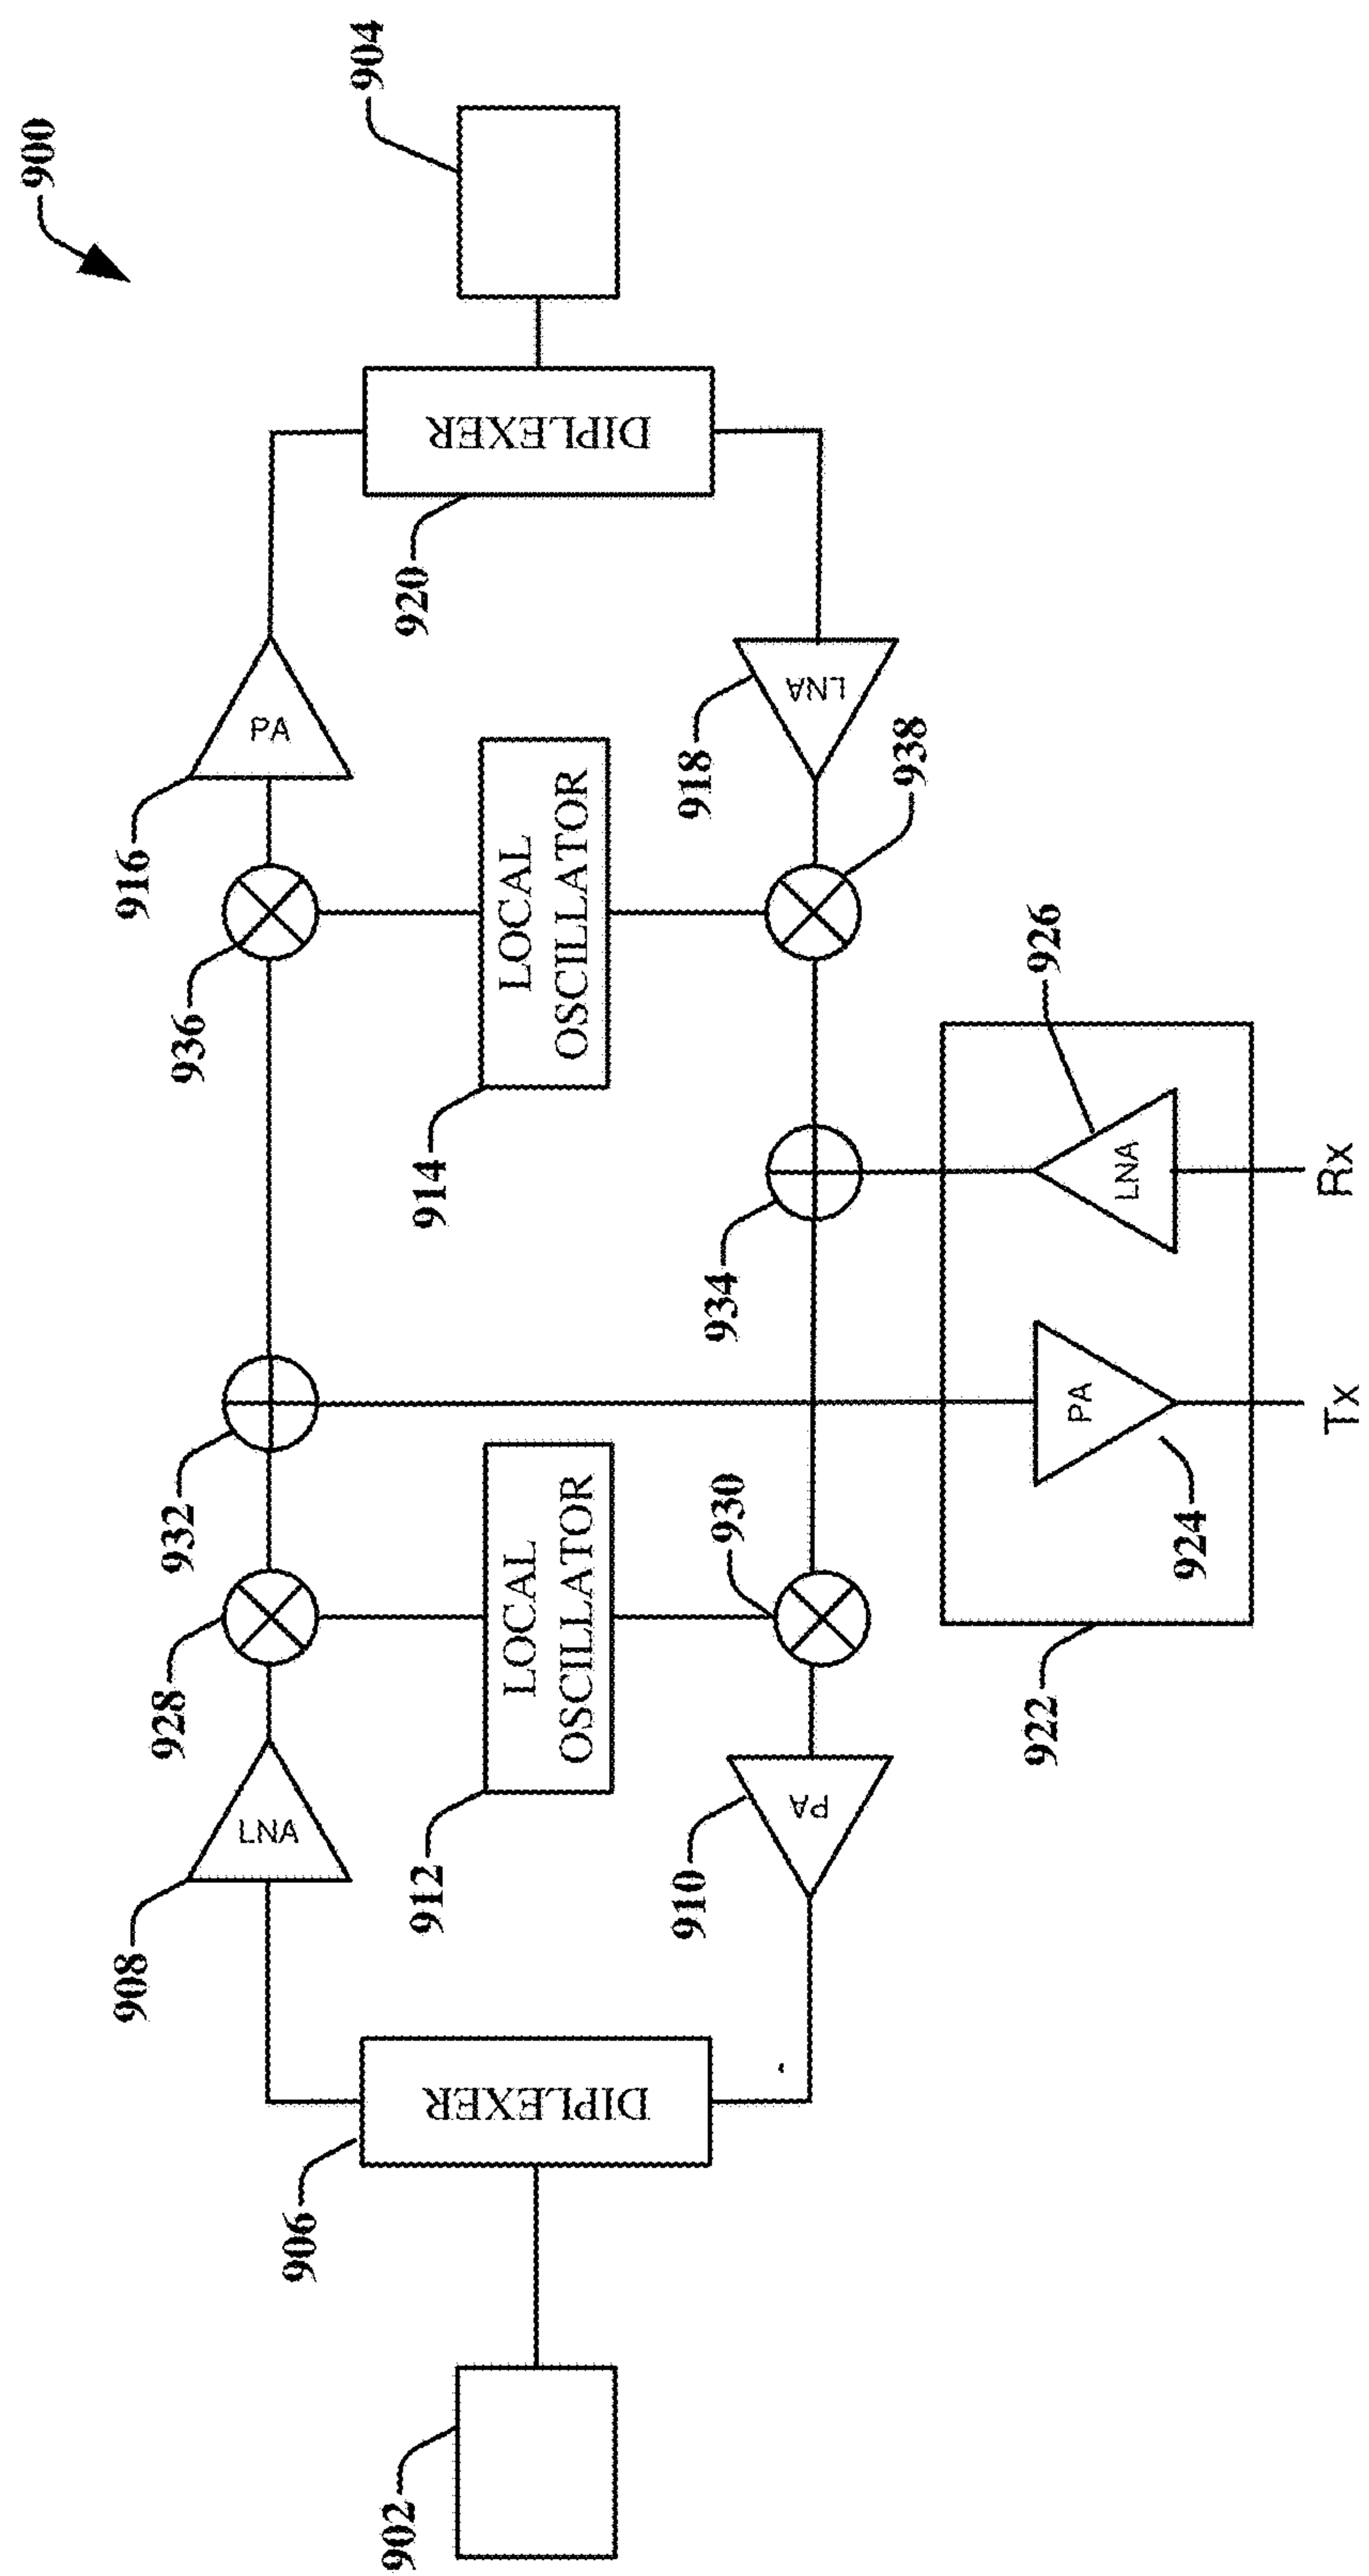 900
908
916
928
932
936
LNA
PA
906
904
902
920
912
914
DIPLEXER
LOCAL
OSCILLATOR
LOCAL
OSCILLATOR
DIPLEXER
910
930
934
918
PA
LNA
938
922
926
PA
LNA
924
Tx
Rx